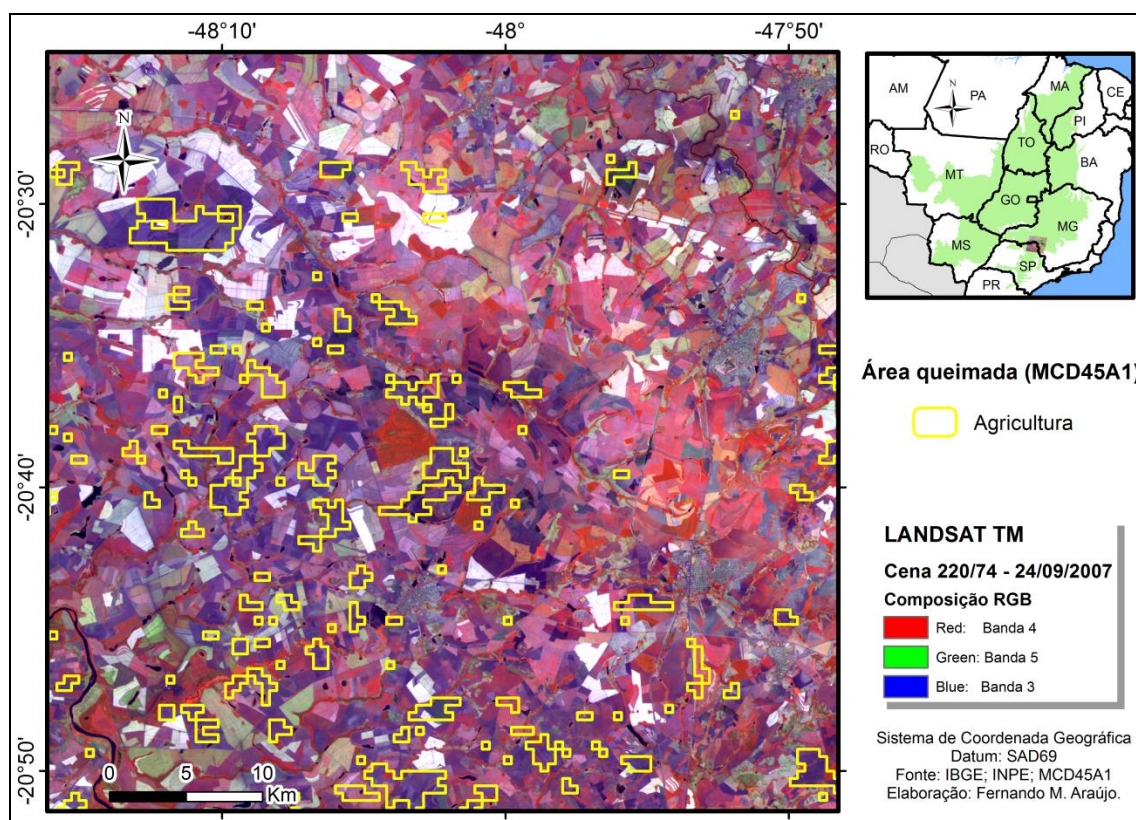 -48°10'
-48°
-47°50'
-20°30'
-20°40'
-20°50'
N
0 5 10
Km
AM
N
PA
MA
CE
PI
RO
TO
BA
MT
GO
MG
MS
SP
PR
Área queimada (MCD45A1)
Agricultura
LANDSAT TM
Cena 220/74 - 24/09/2007
Composição RGB
Red: Banda 4
Green: Banda 5
Blue: Banda 3
Sistema de Coordenada Geográfica
Datum: SAD69
Fonte: IBGE; INPE; MCD45A1
Elaboração: Fernando M. Araújo.